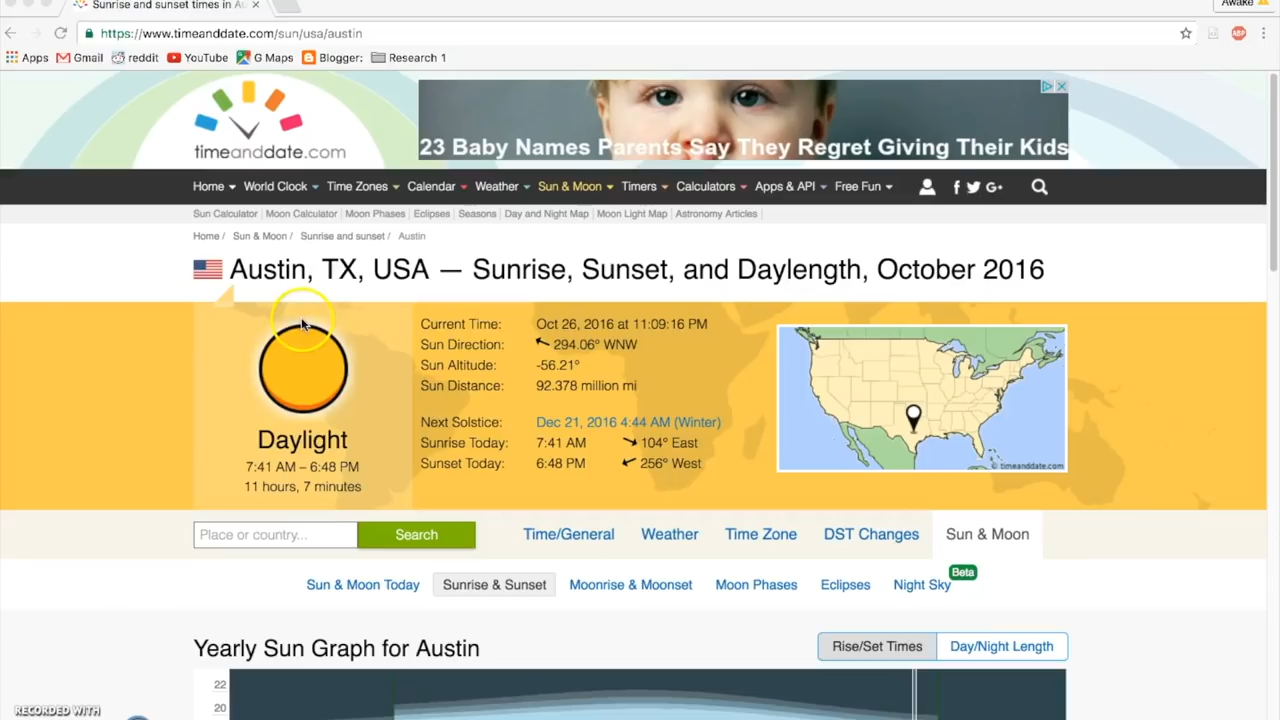 Awake
Sunrise and sunset times in Au
https://www.timeanddate.com/sun/usa/austin
Apps Gmail reddit YouTube G Maps Blogger: Research 1
ABP
timeanddate.com
23 Baby Names Parents Say They Regret Giving Their Kids
Home World Clock Time Zones Calendar Weather Sun & Moon Timers Calculators Apps & API Free Fun f G+
Sun Calculator Moon Calculator Moon Phases Eclipses Seasons Day and Night Map Moon Light Map Astronomy Articles
Home / Sun & Moon / Sunrise and sunset / Austin
Austin, TX, USA — Sunrise, Sunset, and Daylength, October 2016
Daylight
7:41 AM – 6:48 PM
11 hours, 7 minutes
Current Time: Oct 26, 2016 at 11:09:16 PM
Sun Direction: 294.06° WNW
Sun Altitude: -56.21°
Sun Distance: 92.378 million mi
Next Solstice: Dec 21, 2016 4:44 AM (Winter)
Sunrise Today: 7:41 AM 104° East
Sunset Today: 6:48 PM 256° West
© timeanddate.com
Place or country... Search Time/General Weather Time Zone DST Changes Sun & Moon
Beta
Sun & Moon Today Sunrise & Sunset Moonrise & Moonset Moon Phases Eclipses Night Sky
Yearly Sun Graph for Austin Rise/Set Times Day/Night Length
22
20
RECORDED WITH